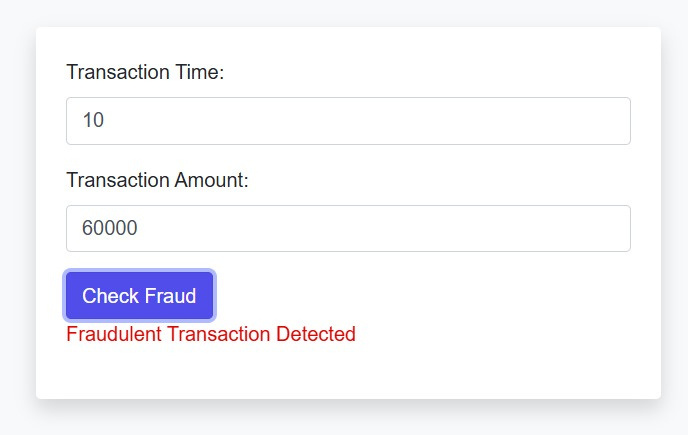 Transaction Time:
10
Transaction Amount:
60000
Check Fraud
Fraudulent Transaction Detected